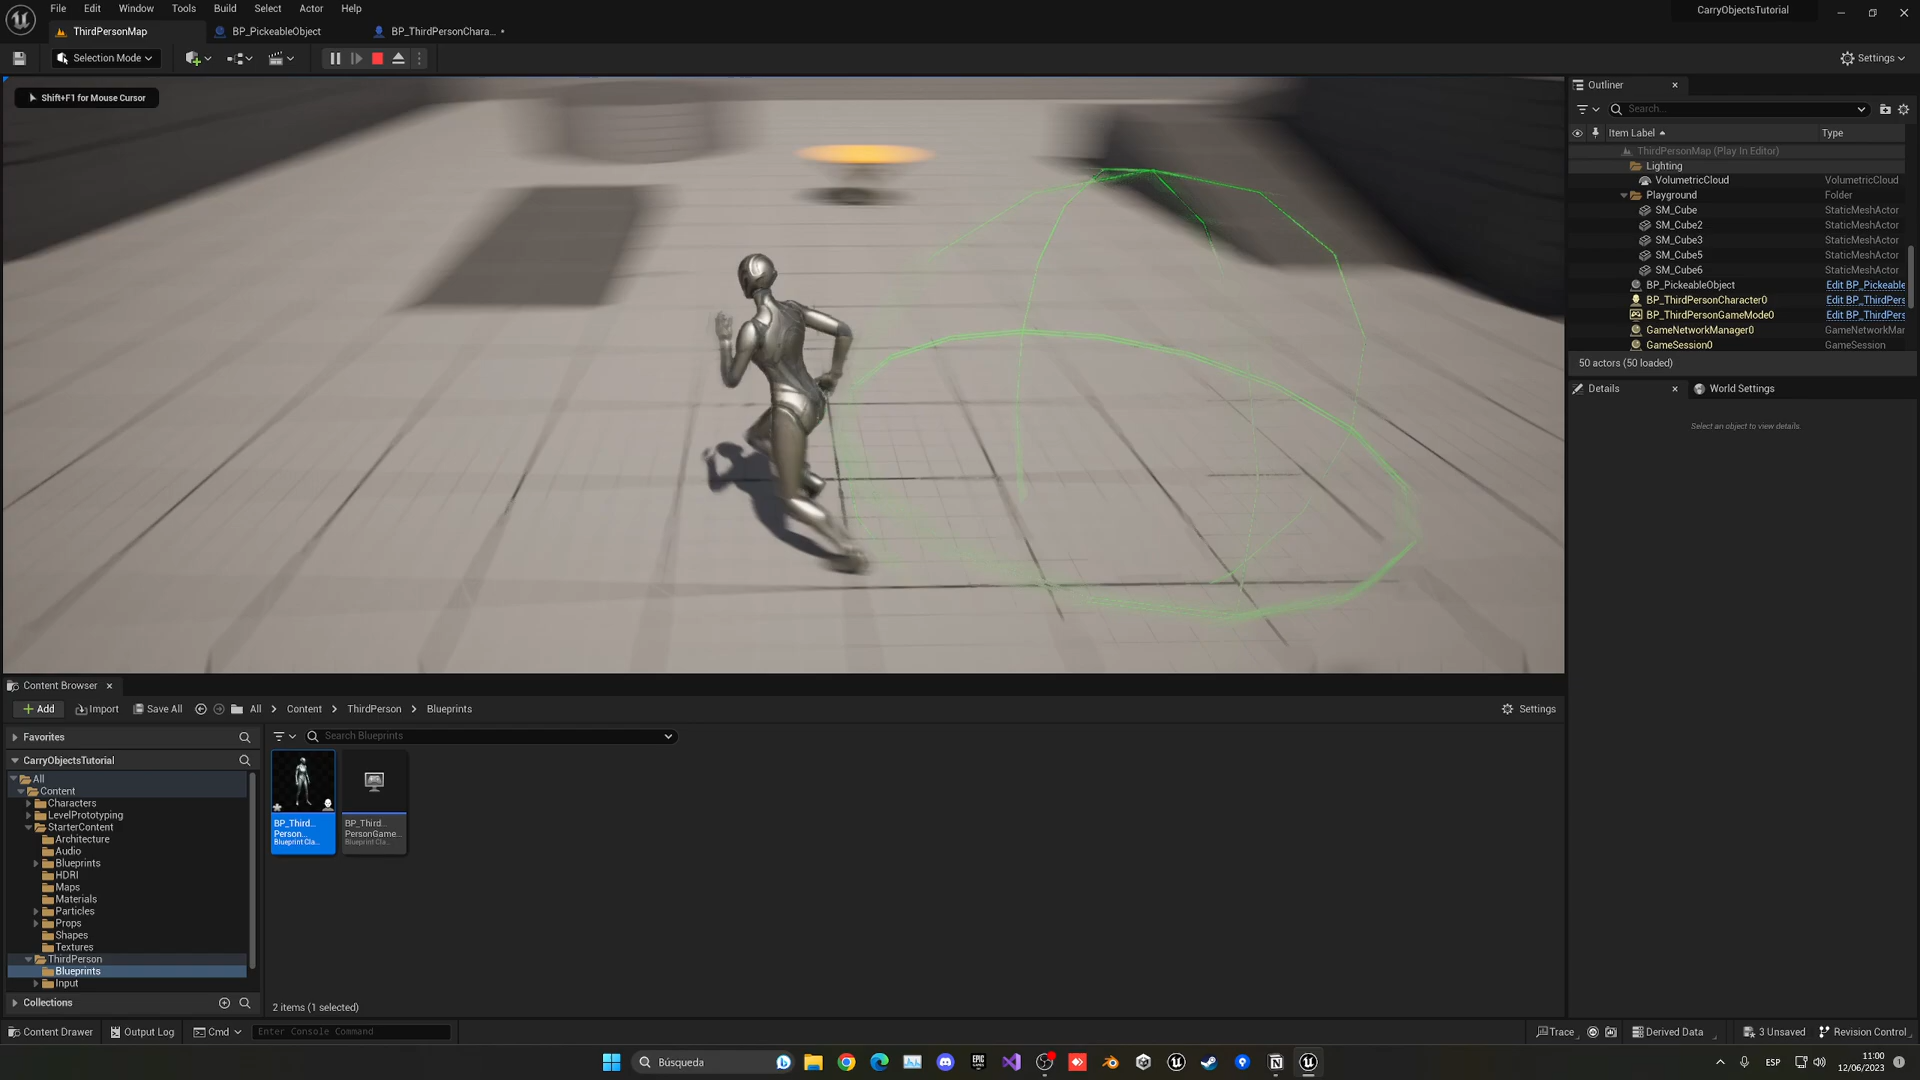 File Edit Window Tools Build Select Actor Help
CarryObjectsTutorial
ThirdPersonMap
BP_PickeableObject
BP_ThirdPersonChara... •
Selection Mode
Settings
Shift+F1 for Mouse Cursor
Outliner
Search...
Item Label
Type
ThirdPersonMap (Play In Editor)
Lighting
VolumetricCloud VolumetricCloud
Playground Folder
SM_Cube StaticMeshActor
SM_Cube2 StaticMeshActor
SM_Cube3 StaticMeshActor
SM_Cube5 StaticMeshActor
SM_Cube6 StaticMeshActor
BP_PickeableObject Edit BP_Pickeable
BP_ThirdPersonCharacter0 Edit BP_ThirdPers
BP_ThirdPersonGameMode0 Edit BP_ThirdPers
GameNetworkManager0 GameNetworkMar
GameSession0 GameSession
50 actors (50 loaded)
Details
World Settings
Select an object to view details.
Content Browser
Add
Import
Save All
All > Content > ThirdPerson > Blueprints
Settings
Favorites
CarryObjectsTutorial
All
Content
Characters
LevelPrototyping
StarterContent
Architecture
Audio
Blueprints
HDRI
Maps
Materials
Particles
Props
Shapes
Textures
ThirdPerson
Blueprints
Input
Collections
Search Blueprints
BP_Third...
Person...
Blueprint Cla...
BP_Third...
PersonGame...
Blueprint Cla...
2 items (1 selected)
Content Drawer
Output Log
Cmd
Enter Console Command
Trace
Derived Data
3 Unsaved
Revision Control
Búsqueda
EPIC
GAMES
ESP
11:00
12/06/2023